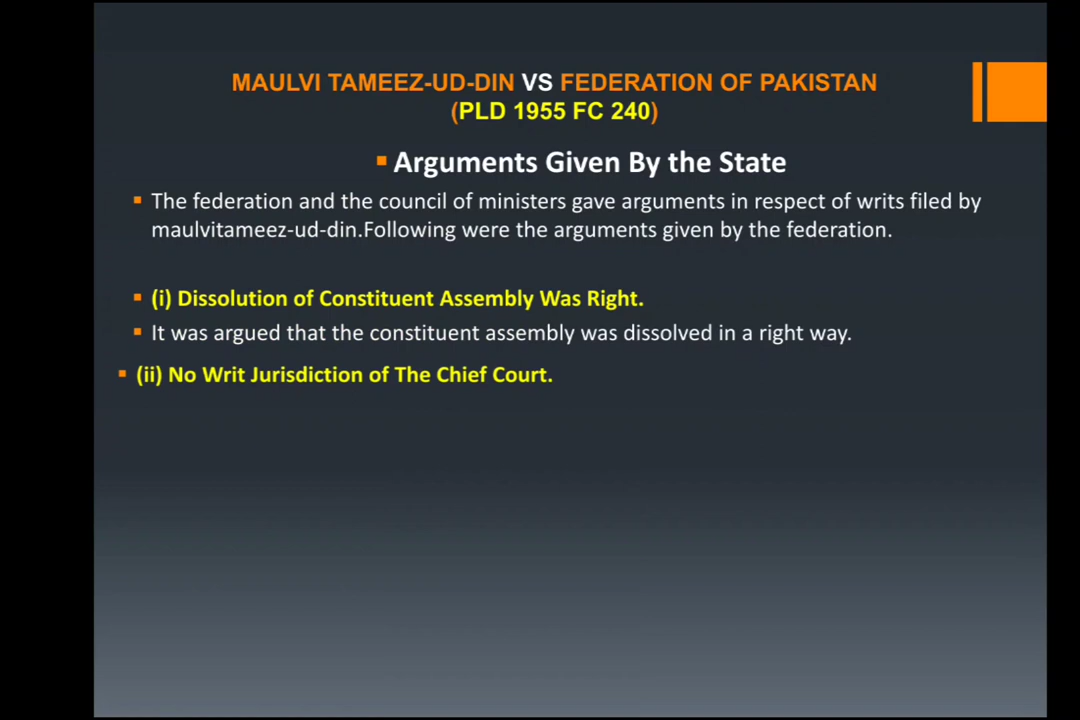 MAULVI TAMEEZ-UD-DIN VS FEDERATION OF PAKISTAN
(PLD 1955 FC 240)
Arguments Given By the State
The federation and the council of ministers gave arguments in respect of writs filed by
maulvitameez-ud-din.Following were the arguments given by the federation.
(i) Dissolution of Constituent Assembly Was Right.
It was argued that the constituent assembly was dissolved in a right way.
(ii) No Writ Jurisdiction of The Chief Court.